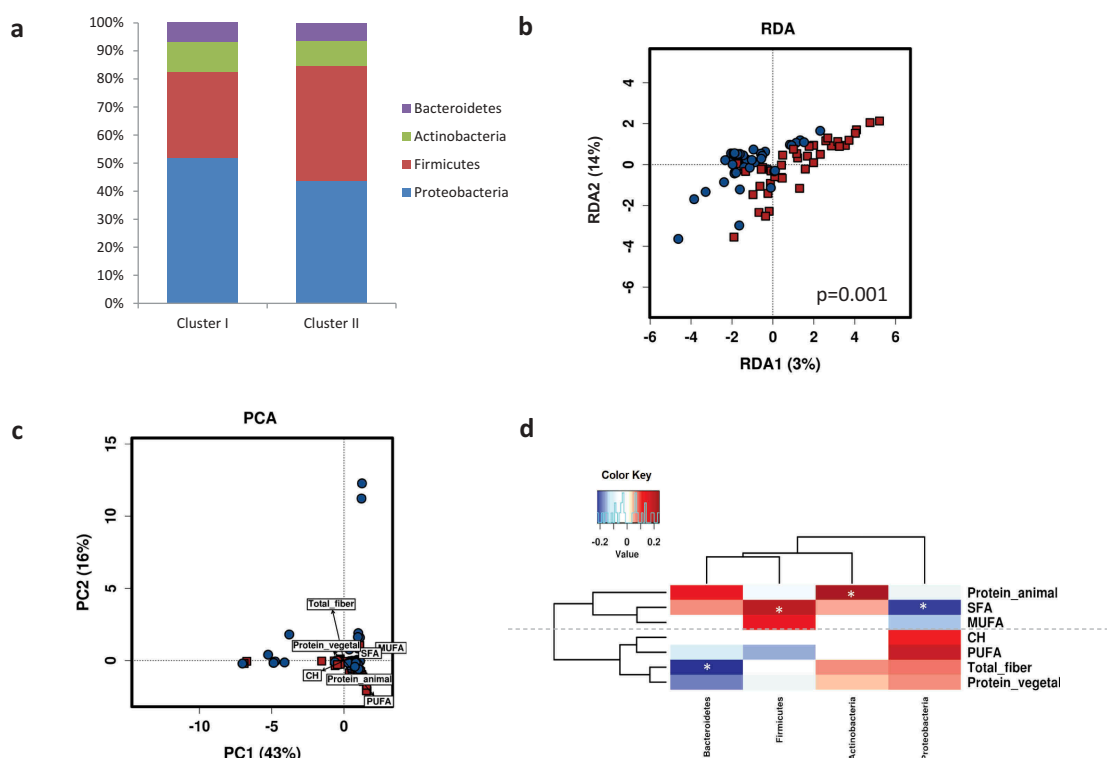 a
100%
90%
80%
70%
60%
50%
40%
30%
20%
10%
0%
Cluster I
Cluster II
Bacteroidetes
Actinobacteria
Firmicutes
Proteobacteria
b
RDA
RDA2 (14%)
4
2
0
-2
-4
-6
p=0.001
-6 -4 -2 0 2 4 6
RDA1 (3%)
c
PCA
PC2 (16%)
15
10
5
0
Total_fiber
Protein_vegetal
MUFA
SFA
CH
Protein_animal
PUFA
-10 -5 0
PC1 (43%)
d
Color Key
-0.2 0 0.2
Value
Protein_animal
* SFA
* *
MUFA
CH
PUFA
* Total_fiber
Protein_vegetal
Bacteroidetes
Firmicutes
Actinobacteria
Proteobacteria